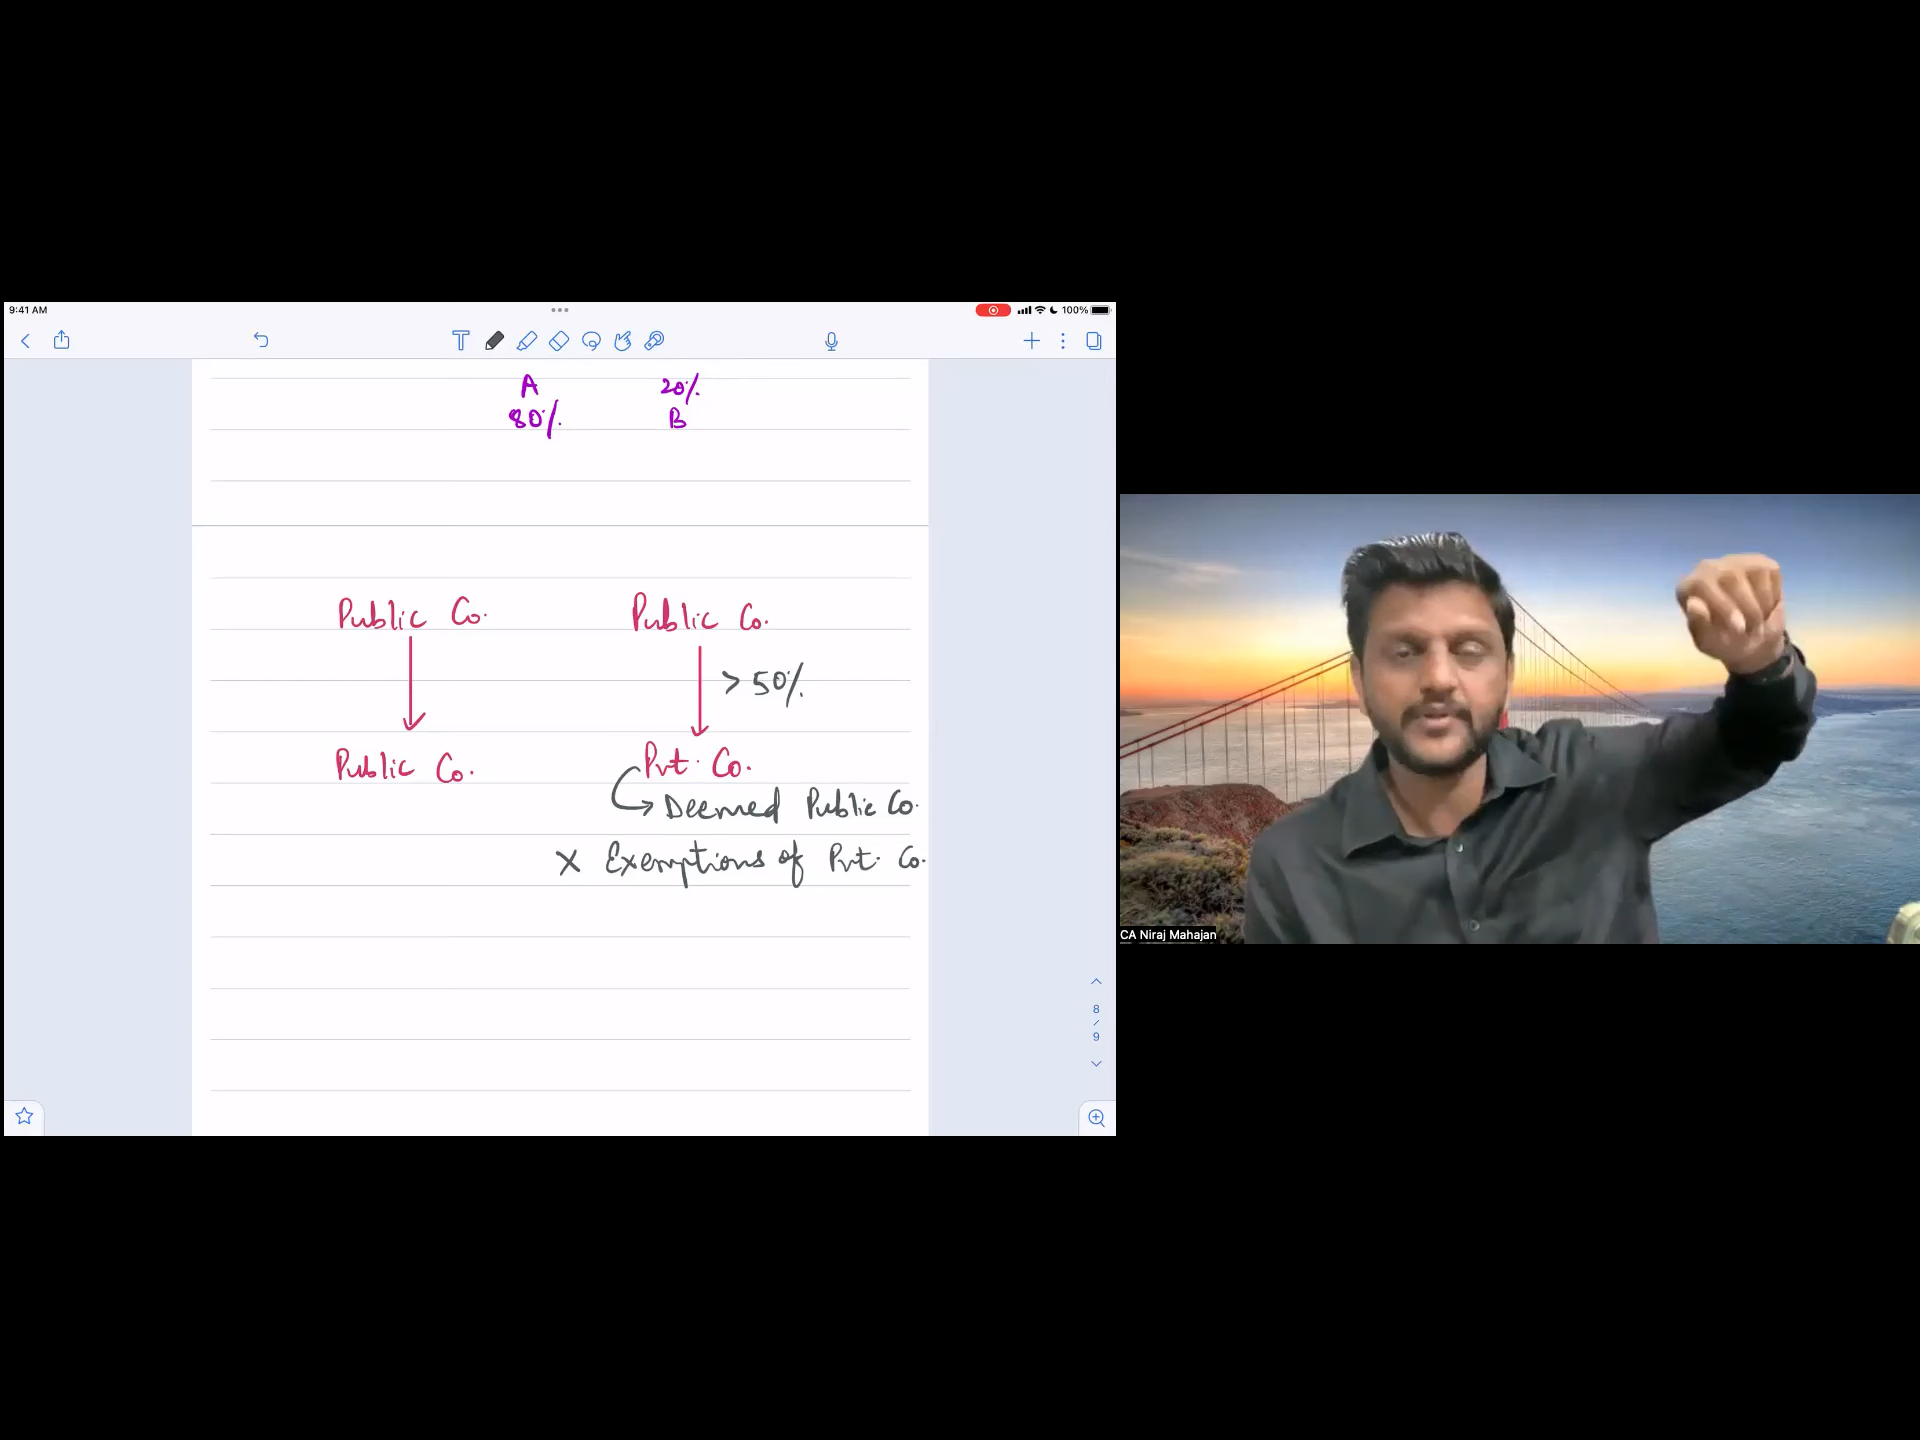 9:41 AM
100%
A 20%
80% B
Public Co. Public Co.
> 50%
Public Co. Pvt. Co.
Deemed Public Co.
X Exemptions of Pvt. Co.
8
/
9
CA Niraj Mahajan